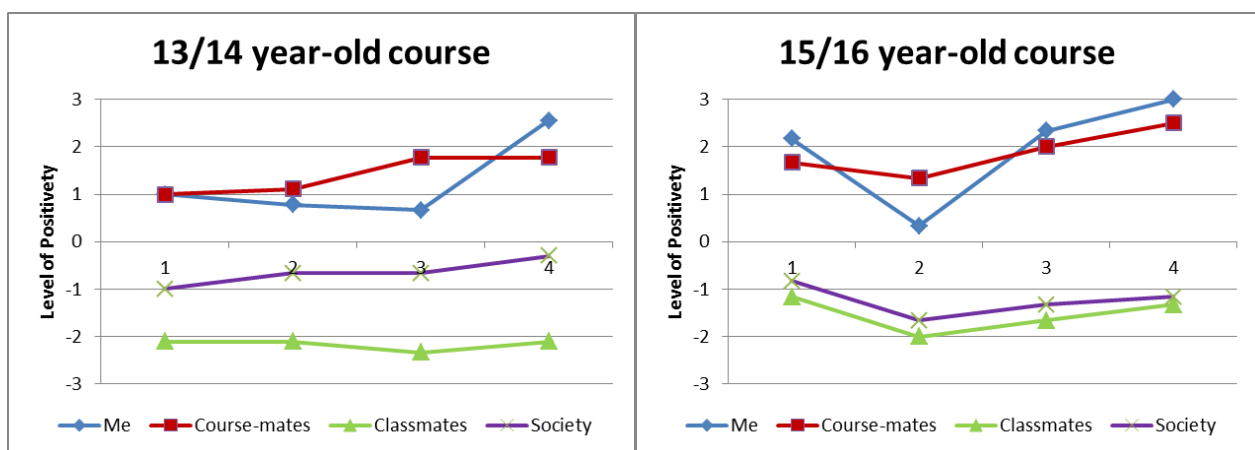 13/14 year-old course
3
2
1
0
-1
-2
-3
Level of Positivety
1 2 3 4
Me Course-mates Classmates Society
15/16 year-old course
3
2
1
0
-1
-2
-3
Level of Positivety
1 2 3 4
Me Course-mates Classmates Society